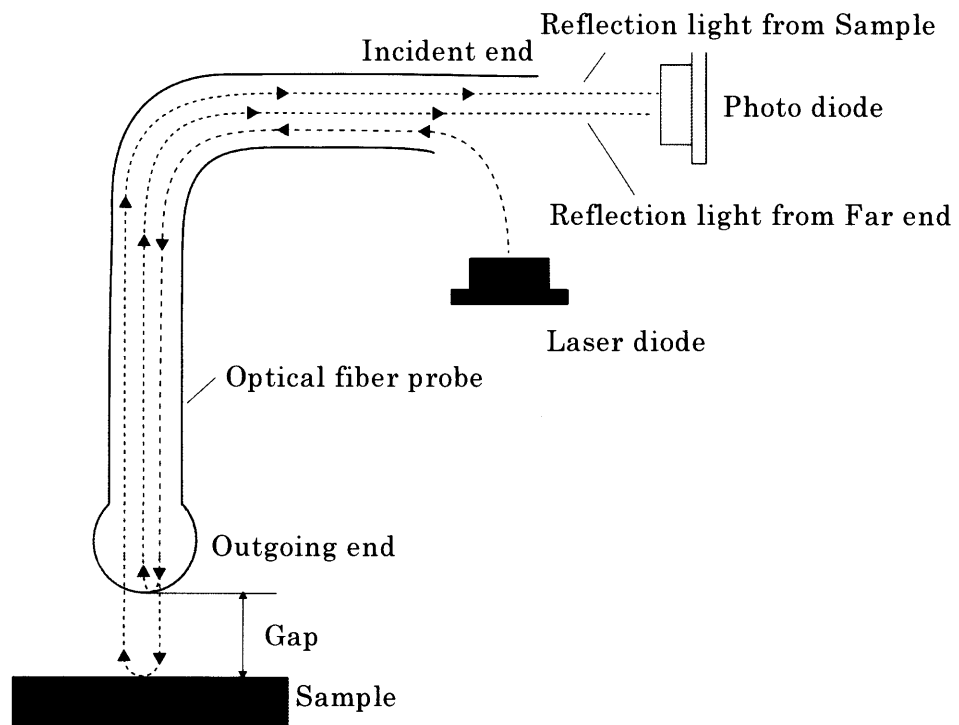 Reflection light from Sample
Incident end
Photo diode
Reflection light from Far end
Laser diode
Optical fiber probe
Outgoing end
Gap
Sample